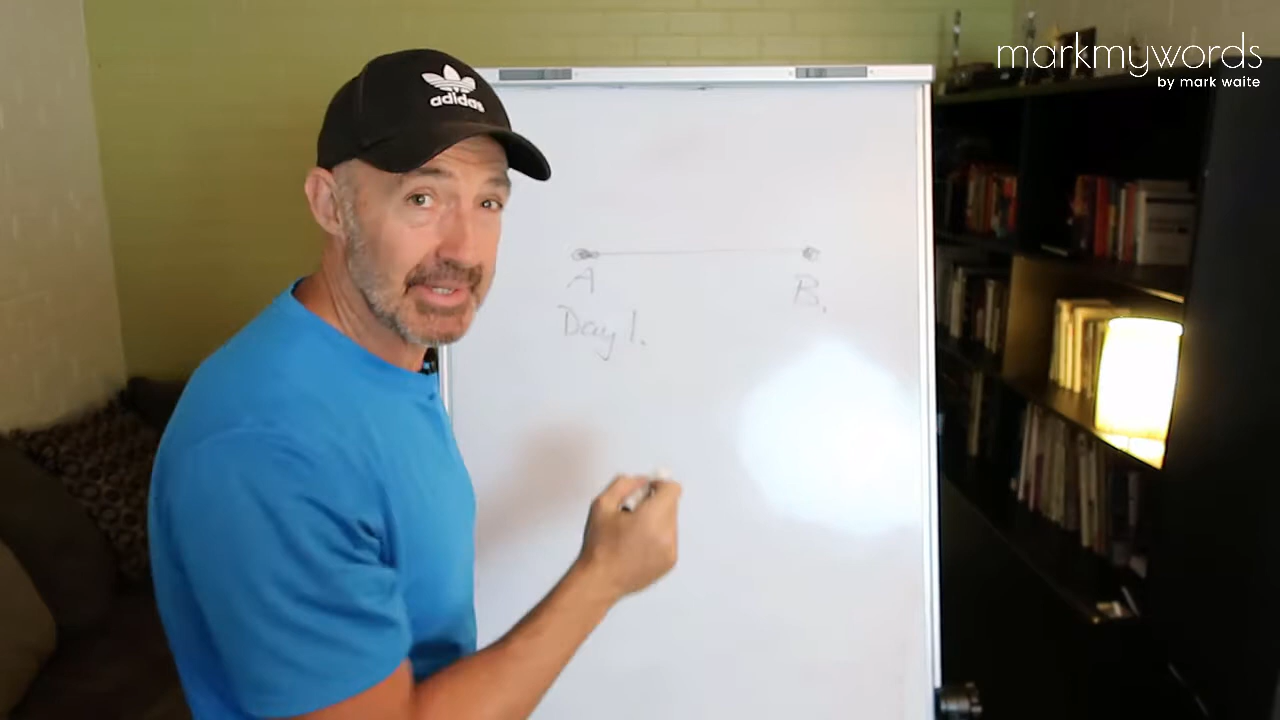 markmywords
by mark waite
adidas
A
B.
Day 1.